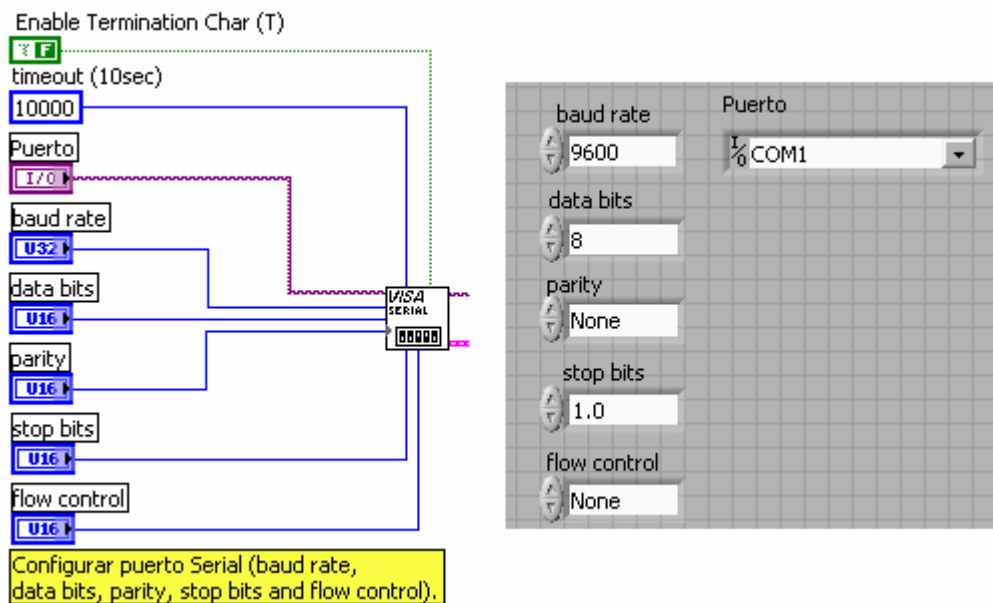 Enable Termination Char (T)
F
timeout (10sec)
10000
Puerto
I/O
baud rate
U32
data bits
U16
parity
U16
stop bits
U16
flow control
U16
VISA
SERIAL
Configurar puerto Serial (baud rate,
data bits, parity, stop bits and flow control).
baud rate
9600
Puerto
I/O COM1
data bits
8
parity
None
stop bits
1.0
flow control
None